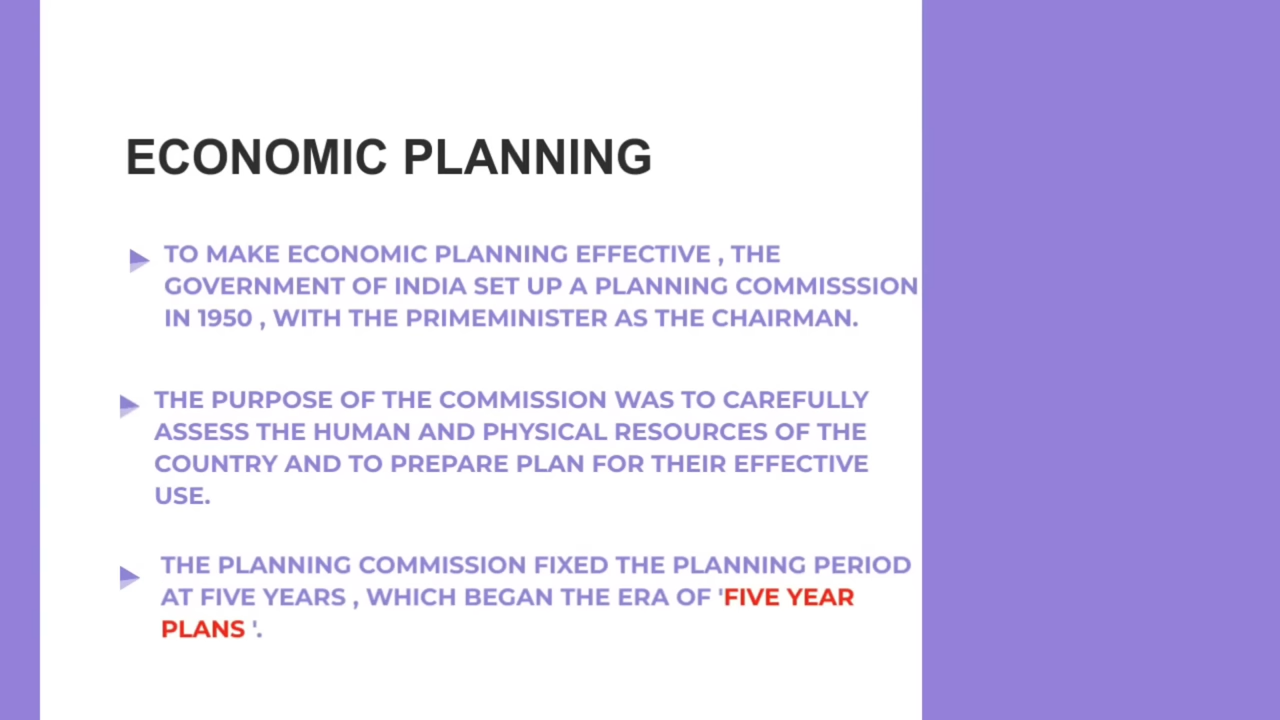 ECONOMIC PLANNING
TO MAKE ECONOMIC PLANNING EFFECTIVE , THE
GOVERNMENT OF INDIA SET UP A PLANNING COMMISSSION
IN 1950 , WITH THE PRIMEMINISTER AS THE CHAIRMAN.
THE PURPOSE OF THE COMMISSION WAS TO CAREFULLY
ASSESS THE HUMAN AND PHYSICAL RESOURCES OF THE
COUNTRY AND TO PREPARE PLAN FOR THEIR EFFECTIVE
USE.
THE PLANNING COMMISSION FIXED THE PLANNING PERIOD
AT FIVE YEARS , WHICH BEGAN THE ERA OF 'FIVE YEAR
PLANS '.